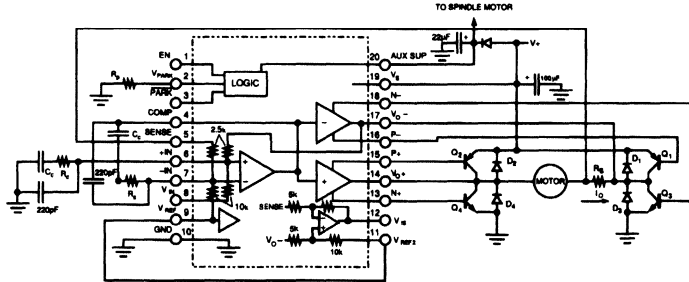 TO SPINDLE MOTOR
22µF +
V+
EN 1
20 AUX SUP
RP
VPARK 2
LOGIC
19 VS
+ 100µF
PARK 3
18 N–
COMP 4
17 VO –
SENSE 5
2.5k
16 P–
CC
+IN 6
15 P+
Q2
D2
RS
D1
Q1
CC
RC
220pF
–IN 7
14 VO+
MOTOR
VIN 8
10k
13 N+
Q4
D4
IO
D3
Q3
220pF
RC
VREF 9
5k
SENSE
12 VIS
GND 10
VO–
5k
10k
11 VREF2